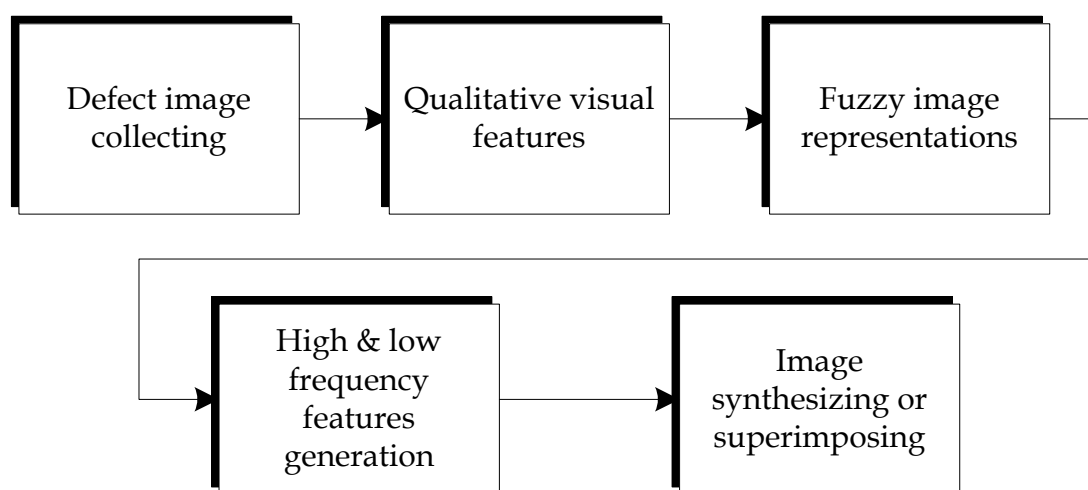 Defect image
collecting
Qualitative visual
features
Fuzzy image
representations
High & low
frequency
features
generation
Image
synthesizing or
superimposing